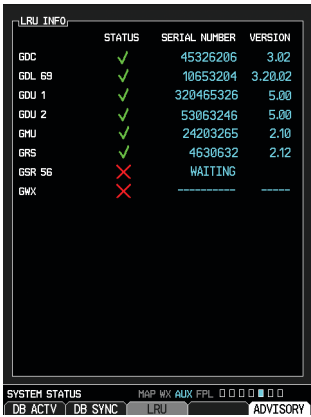 LRU INFO
STATUS SERIAL NUMBER VERSION
GDC 45326206 3.02
GDL 69 10653204 3.20.02
GDU 1 320465326 5.00
GDU 2 53063246 5.00
GMU 24203265 2.10
GRS 4630632 2.12
GSR 56 WAITING
GWX ---------- -----
SYSTEM STATUS MAP WX AUX FPL
DB ACTV DB SYNC LRU ADVISORY